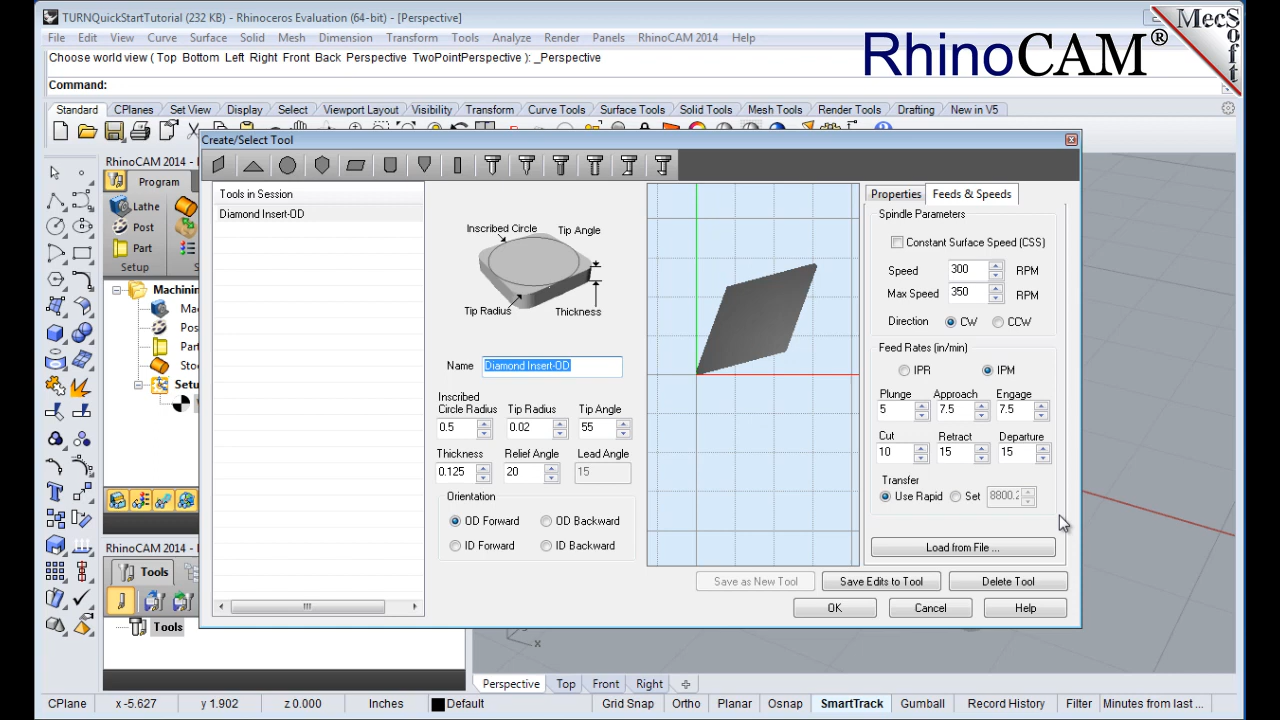 TURNQuickStartTutorial (232 KB) - Rhinoceros Evaluation (64-bit) - [Perspective]
File Edit View Curve Surface Solid Mesh Dimension Transform Tools Analyze Render Panels RhinoCAM 2014 Help
Choose world view ( Top Bottom Left Right Front Back Perspective TwoPointPerspective ): _Perspective
Command:
RhinoCAM®
MecSoft
Standard CPlanes Set View Display Select Viewport Layout Visibility Transform Curve Tools Surface Tools Solid Tools Mesh Tools Render Tools Drafting New in V5
Create/Select Tool
RhinoCAM 2014 -
Program
Lathe
Post
Part
Setup
Machinin
Ma
Pos
Par
Sto
Setu
Tools in Session
Diamond Insert-OD
Inscribed Circle Tip Angle
Tip Radius Thickness
Name Diamond Insert-OD
Inscribed
Circle Radius Tip Radius Tip Angle
0.5 0.02 55
Thickness Relief Angle Lead Angle
0.125 20 15
Orientation
OD Forward OD Backward
ID Forward ID Backward
Properties Feeds & Speeds
Spindle Parameters
Constant Surface Speed (CSS)
Speed 300 RPM
Max Speed 350 RPM
Direction CW CCW
Feed Rates (in/min)
IPR IPM
Plunge Approach Engage
5 7.5 7.5
Cut Retract Departure
10 15 15
Transfer
Use Rapid Set 8800.2
Load from File ...
Save as New Tool Save Edits to Tool Delete Tool
OK Cancel Help
RhinoCAM 2014 -
Tools
Tools
x
Perspective Top Front Right
CPlane x -5.627 y 1.902 z 0.000 Inches Default Grid Snap Ortho Planar Osnap SmartTrack Gumball Record History Filter Minutes from last ...